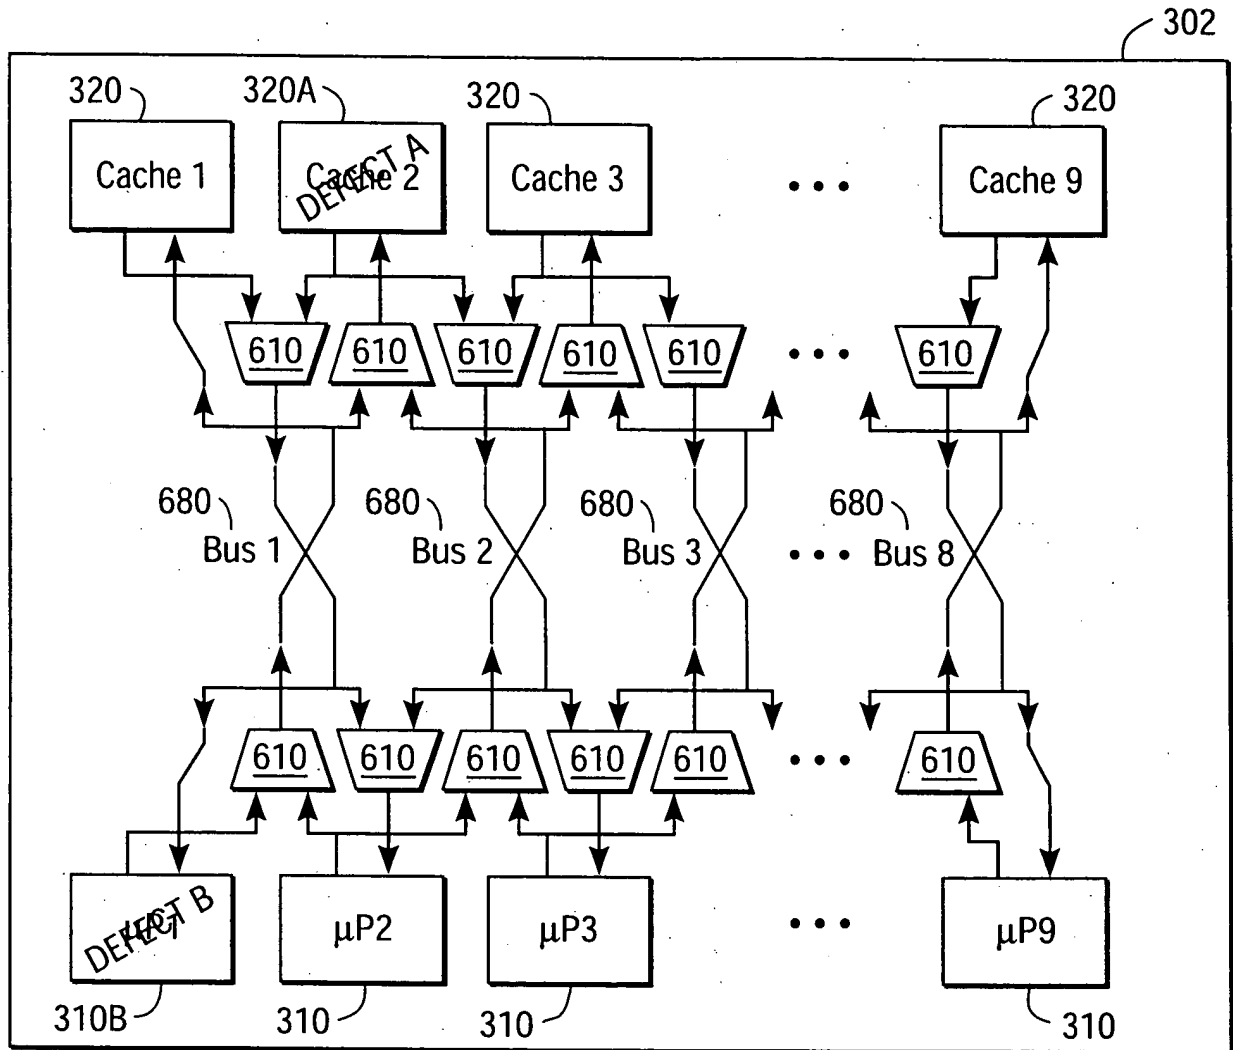 302
320 320A 320 320
Cache 1 Cache 2 Cache 3 Cache 9
DEFECT A
610 610 610 610 610 610
680 680 680 680
Bus 1 Bus 2 Bus 3 Bus 8
610 610 610 610 610 610
DEFECT B
μP2 μP3 μP9
310B 310 310 310